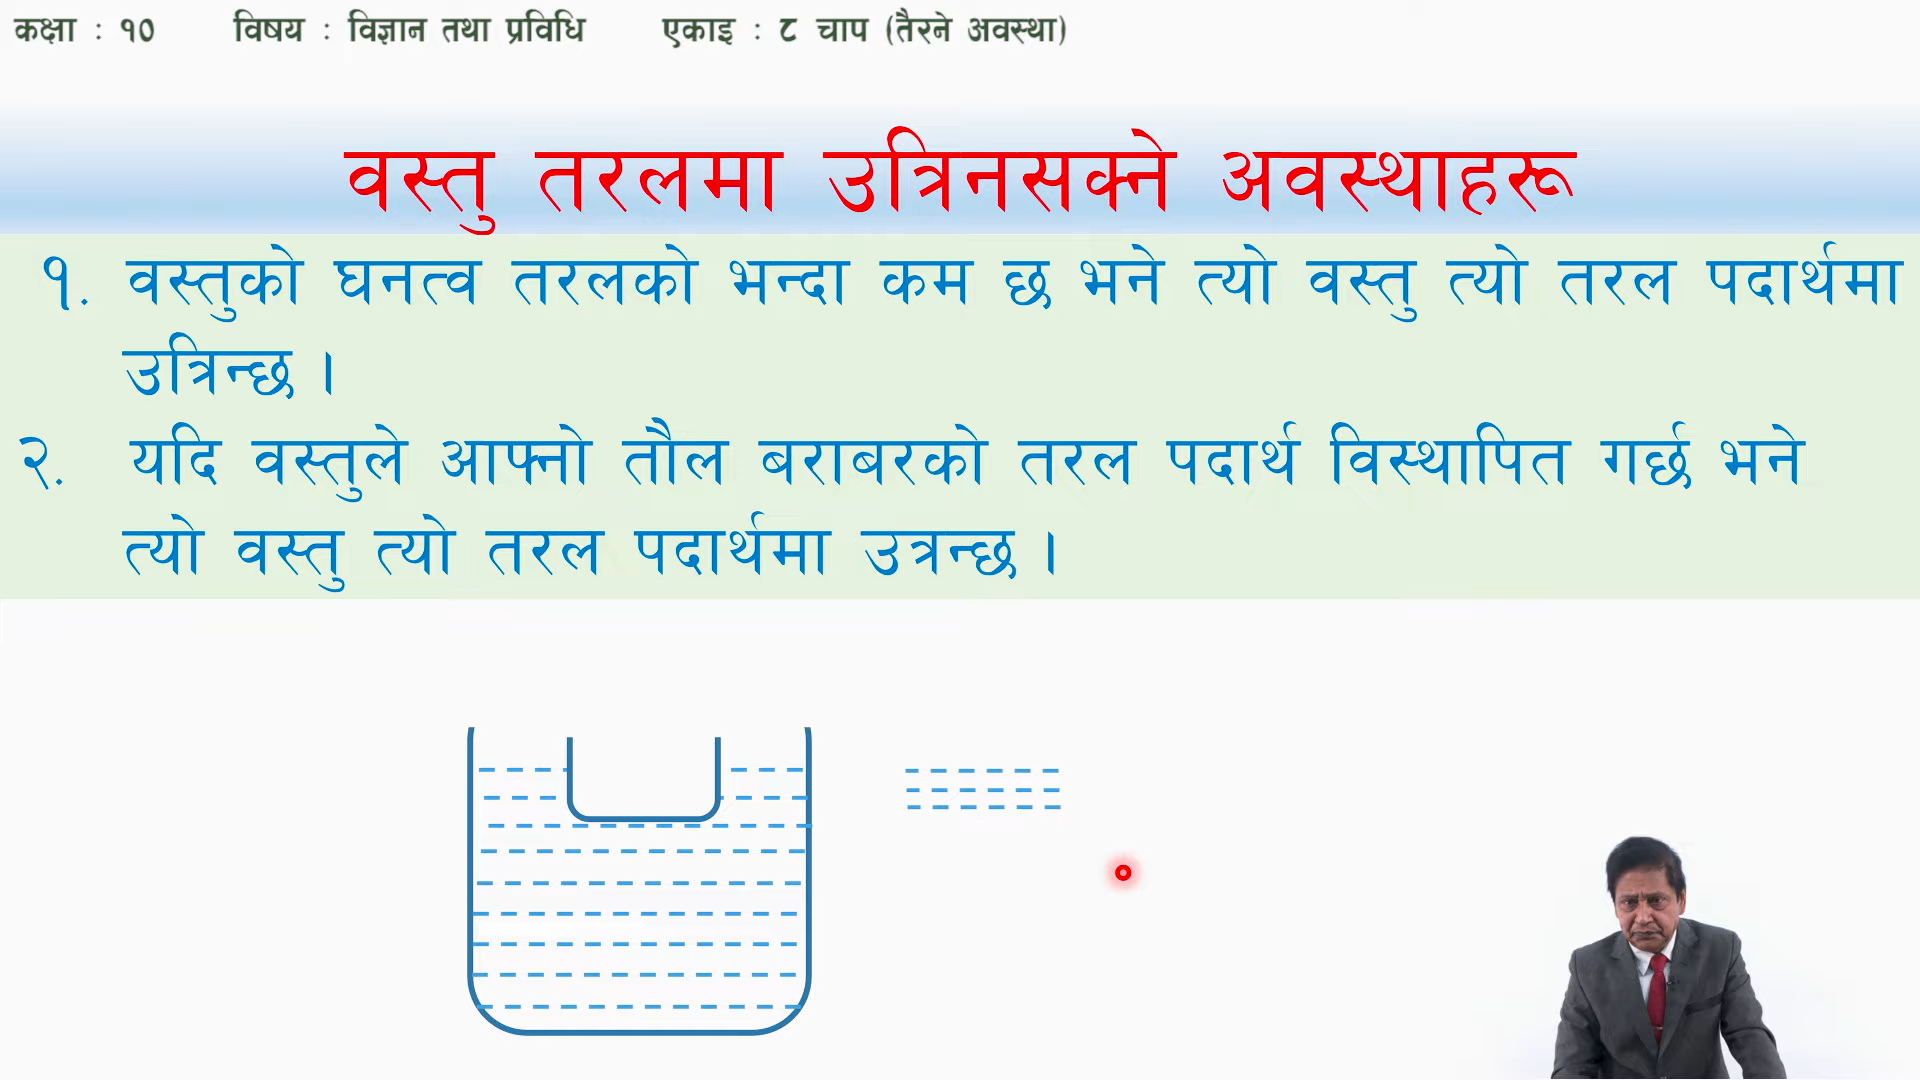 कक्षा : १० विषय : विज्ञान तथा प्रविधि एकाइ : ८ चाप (तैरने अवस्था)
वस्तु तरलमा उत्रिनसक्ने अवस्थाहरू
१. वस्तुको घनत्व तरलको भन्दा कम छ भने त्यो वस्तु त्यो तरल पदार्थमा
उत्रिन्छ ।
२. यदि वस्तुले आफ्नो तौल बराबरको तरल पदार्थ विस्थापित गर्छ भने
त्यो वस्तु त्यो तरल पदार्थमा उत्रन्छ ।